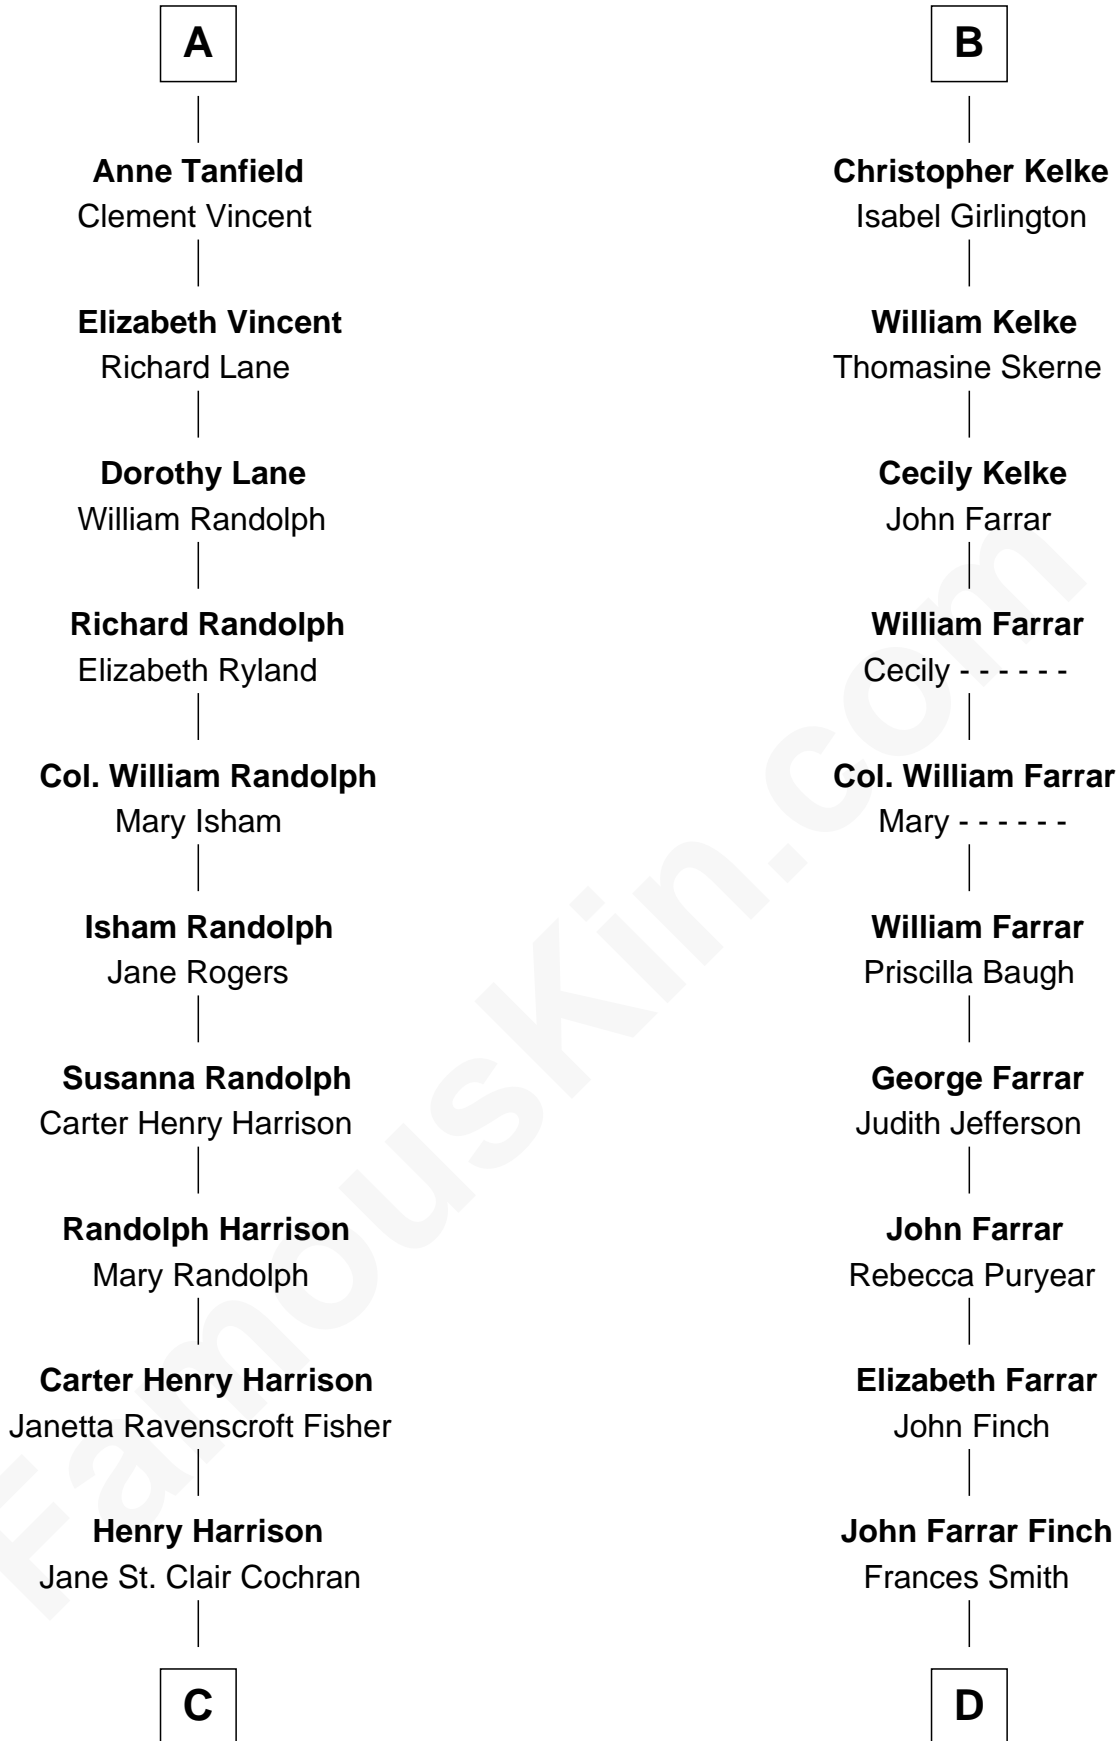 A
Anne Tanfield
Clement Vincent
Elizabeth Vincent
Richard Lane
Dorothy Lane
William Randolph
Richard Randolph
Elizabeth Ryland
Col. William Randolph
Mary Isham
Isham Randolph
Jane Rogers
Susanna Randolph
Carter Henry Harrison
Randolph Harrison
Mary Randolph
Carter Henry Harrison
Janetta Ravenscroft Fisher
Henry Harrison
Jane St. Clair Cochran
C
B
Christopher Kelke
Isabel Girlington
William Kelke
Thomasine Skerne
Cecily Kelke
John Farrar
William Farrar
Cecily - - - - - -
Col. William Farrar
Mary - - - - - -
William Farrar
Priscilla Baugh
George Farrar
Judith Jefferson
John Farrar
Rebecca Puryear
Elizabeth Farrar
John Finch
John Farrar Finch
Frances Smith
D
FamousKin.com